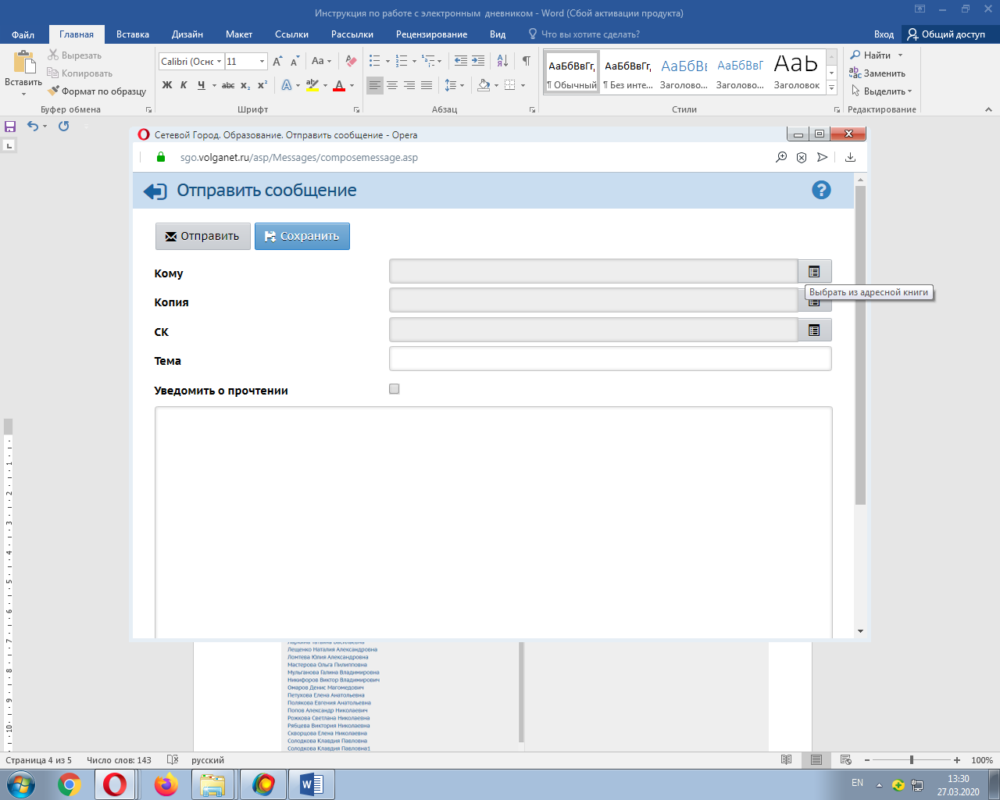 Инструкция по работе с электронным дневником - Word (Сбой активации продукта)
Файл Главная Вставка Дизайн Макет Ссылки Рассылки Рецензирование Вид Что вы хотите сделать? Вход Общий доступ
Вставить
Вырезать
Копировать
Формат по образцу
Calibri (Оснс 11
Aa
Ж К Ч abc x₂ x²
АаБбВвГг, АаБбВвГг, АаБбВвІ АаБбВвГ АаЬ
¶ Обычный ¶ Без инте... Заголово... Заголово... Заголовок
Найти
Заменить
Выделить
Буфер обмена Шрифт Абзац Стили Редактирование
Сетевой Город. Образование. Отправить сообщение - Opera
sgo.volganet.ru/asp/Messages/composemessage.asp
Отправить сообщение
Отправить Сохранить
Кому
Выбрать из адресной книги
Копия
СК
Тема
Уведомить о прочтении
Лещенко Наталия Александровна
Ломтева Юлия Александровна
Мастерова Ольга Пилипповна
Мульганова Галина Владимировна
Никифоров Виктор Владимирович
Омаров Денис Магомедович
Петухова Елена Анатольевна
Полякова Евгения Анатольевна
Попов Александр Николаевич
Рожкова Светлана Николаевна
Рябцева Виктория Николаевна
Скворцова Елена Николаевна
Солодкова Клавдия Павловна
Солодкова Клавдия Павловна1
Страница 4 из 5 Число слов: 143 русский 100%
EN 13:30
27.03.2020